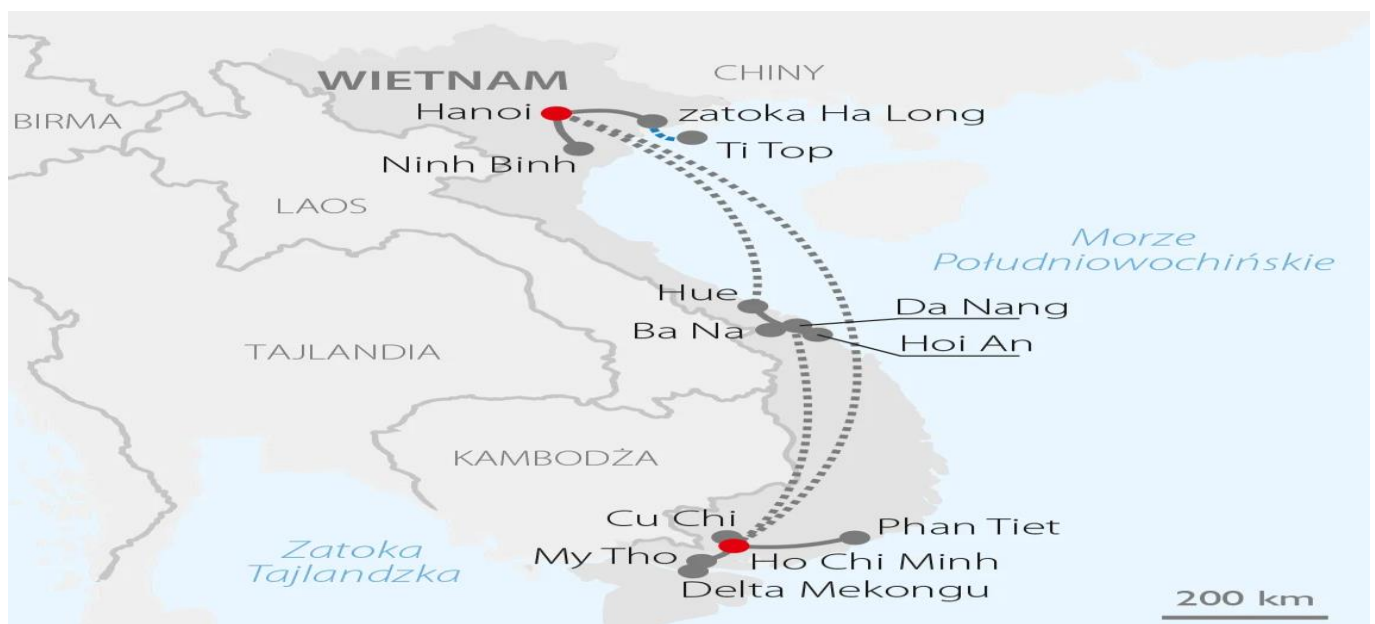 CHINY
WIETNAM
BIRMA
Hanoi
zatoka Ha Long
Ti Top
Ninh Binh
LAOS
Morze
Południowochińskie
Hue
Da Nang
Ba Na
Hoi An
TAJLANDIA
KAMBODŻA
Cu Chi
Phan Tiet
Zatoka
Tajlandzka
My Tho
Ho Chi Minh
Delta Mekongu
200 km